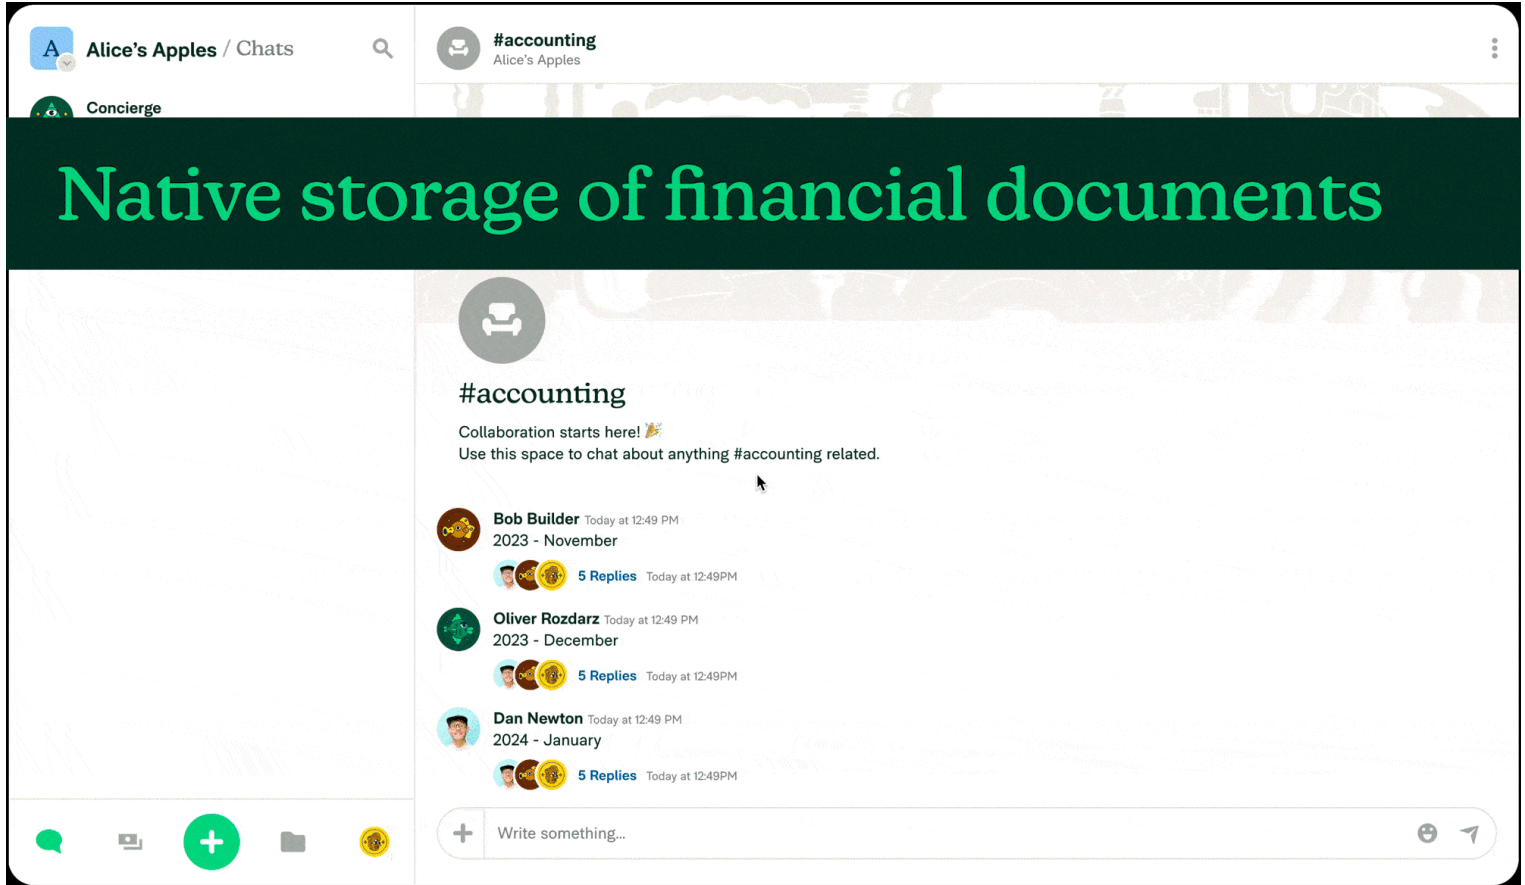 A
Alice’s Apples / Chats
#accounting
Alice’s Apples
Concierge
Native storage of financial documents
#accounting
Collaboration starts here! 🎉
Use this space to chat about anything #accounting related.
Bob Builder Today at 12:49 PM
2023 - November
5 Replies Today at 12:49PM
Oliver Rozdarz Today at 12:49 PM
2023 - December
5 Replies Today at 12:49PM
Dan Newton Today at 12:49 PM
2024 - January
5 Replies Today at 12:49PM
Write something...